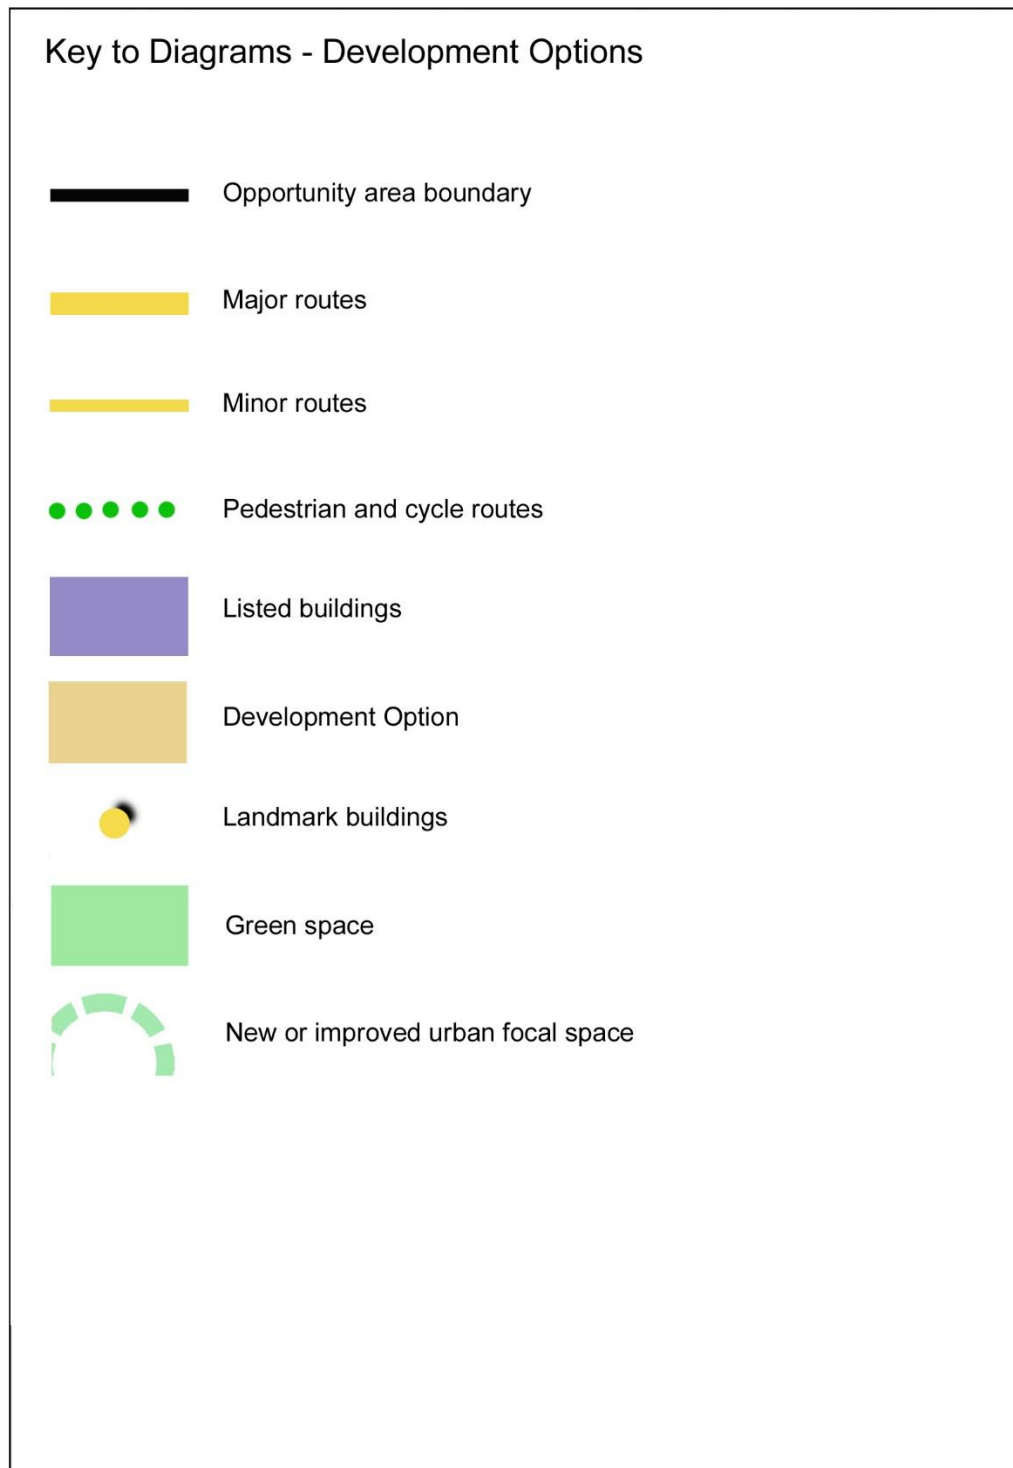 Key to Diagrams - Development Options
Opportunity area boundary
Major routes
Minor routes
Pedestrian and cycle routes
Listed buildings
Development Option
Landmark buildings
Green space
New or improved urban focal space